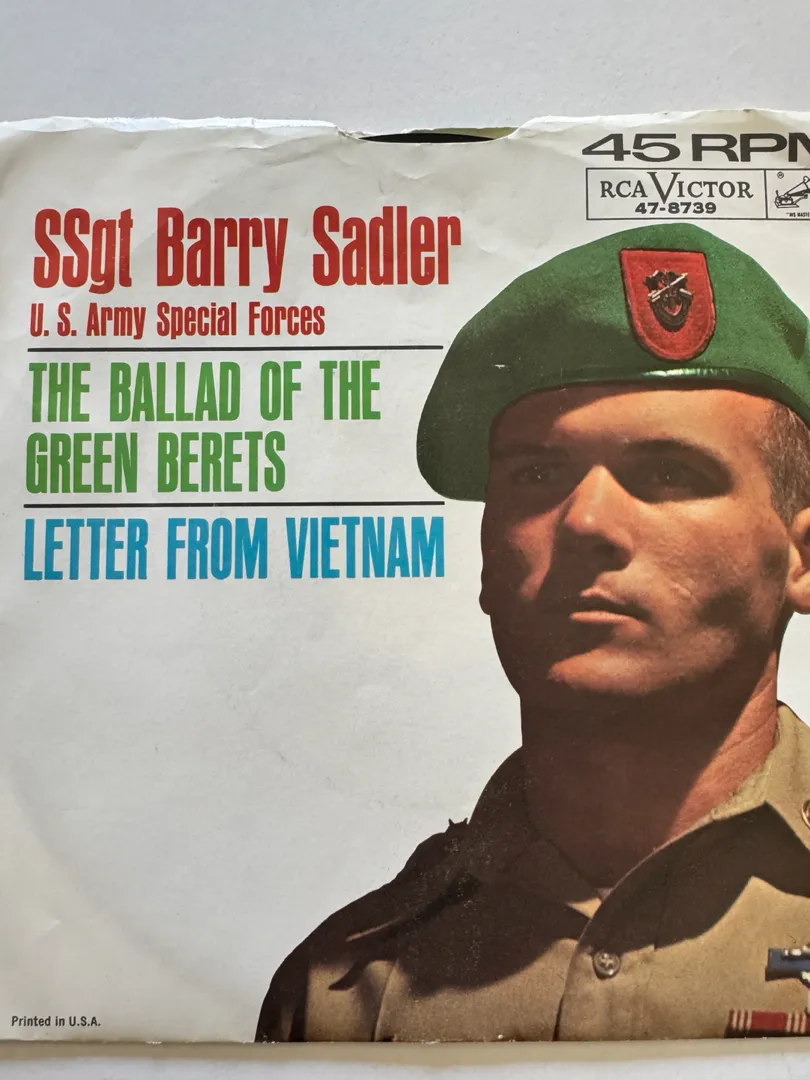 45 RPM
RCA VICTOR
47-8739
SSgt Barry Sadler
U. S. Army Special Forces
THE BALLAD OF THE
GREEN BERETS
LETTER FROM VIETNAM
Printed in U.S.A.